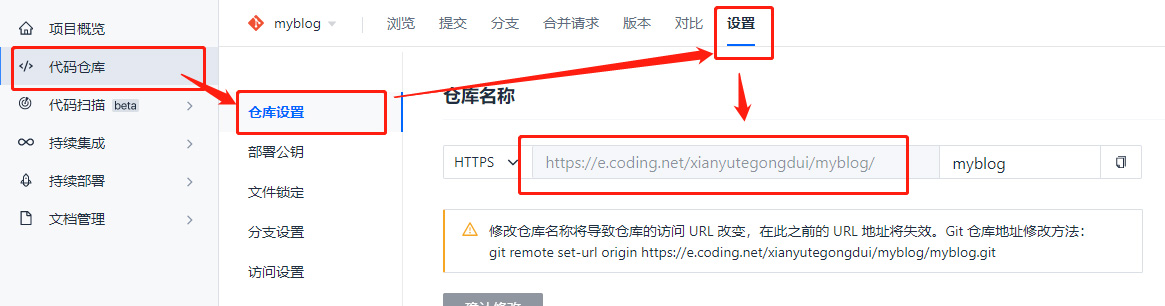 myblog
浏览
提交
分支
合并请求
版本
对比
设置
项目概览
代码仓库
代码扫描 beta
持续集成
持续部署
文档管理
仓库设置
部署公钥
文件锁定
分支设置
访问设置
仓库名称
HTTPS
https://e.coding.net/xianyutegongdui/myblog/
myblog
修改仓库名称将导致仓库的访问 URL 改变，在此之前的 URL 地址将失效。Git 仓库地址修改方法：
git remote set-url origin https://e.coding.net/xianyutegongdui/myblog/myblog.git